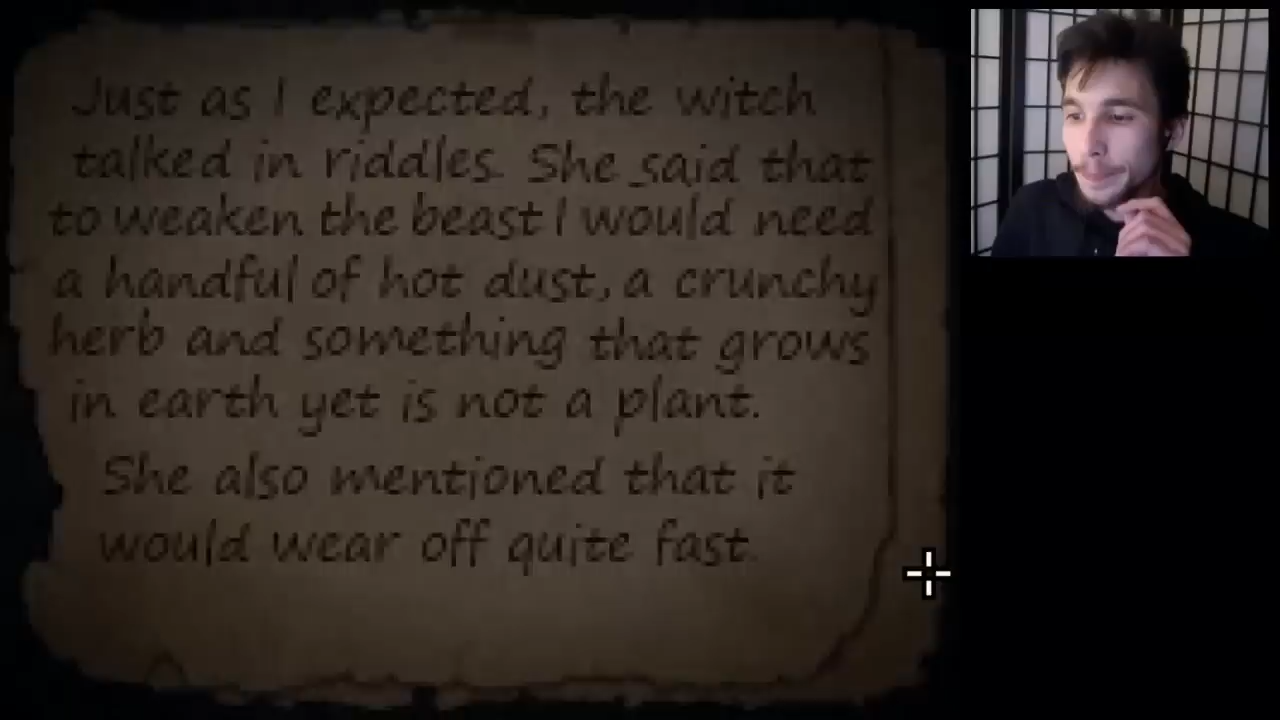 Just as I expected, the witch
talked in riddles. She said that
to weaken the beast I would need
a handful of hot dust, a crunchy
herb and something that grows
in earth yet is not a plant.
She also mentioned that it
would wear off quite fast.